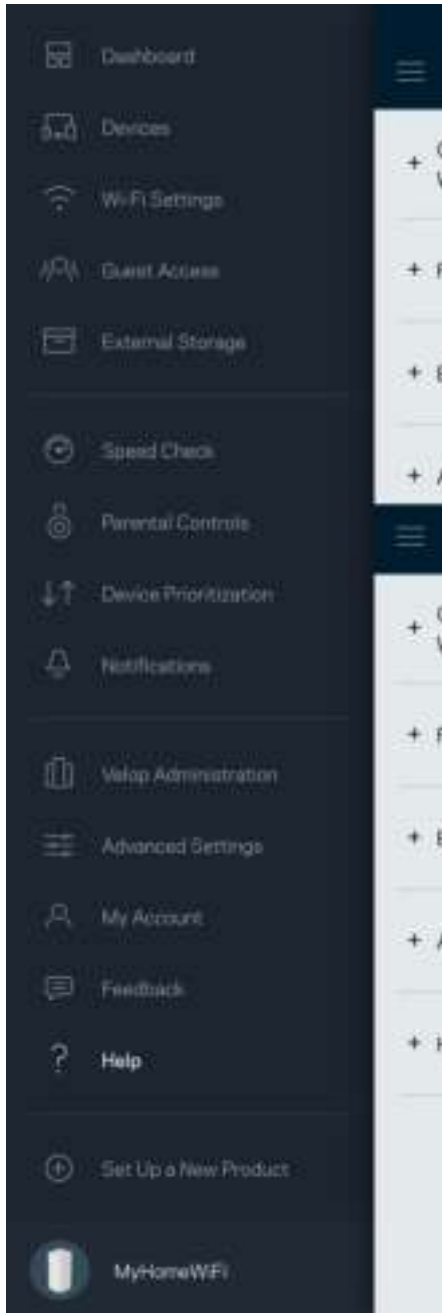 Dashboard
Devices
Wi-Fi Settings
Guest Access
External Storage
Speed Check
Parental Controls
Device Prioritization
Notifications
Velop Administration
Advanced Settings
My Account
Feedback
Help
Set Up a New Product
MyHomeWiFi